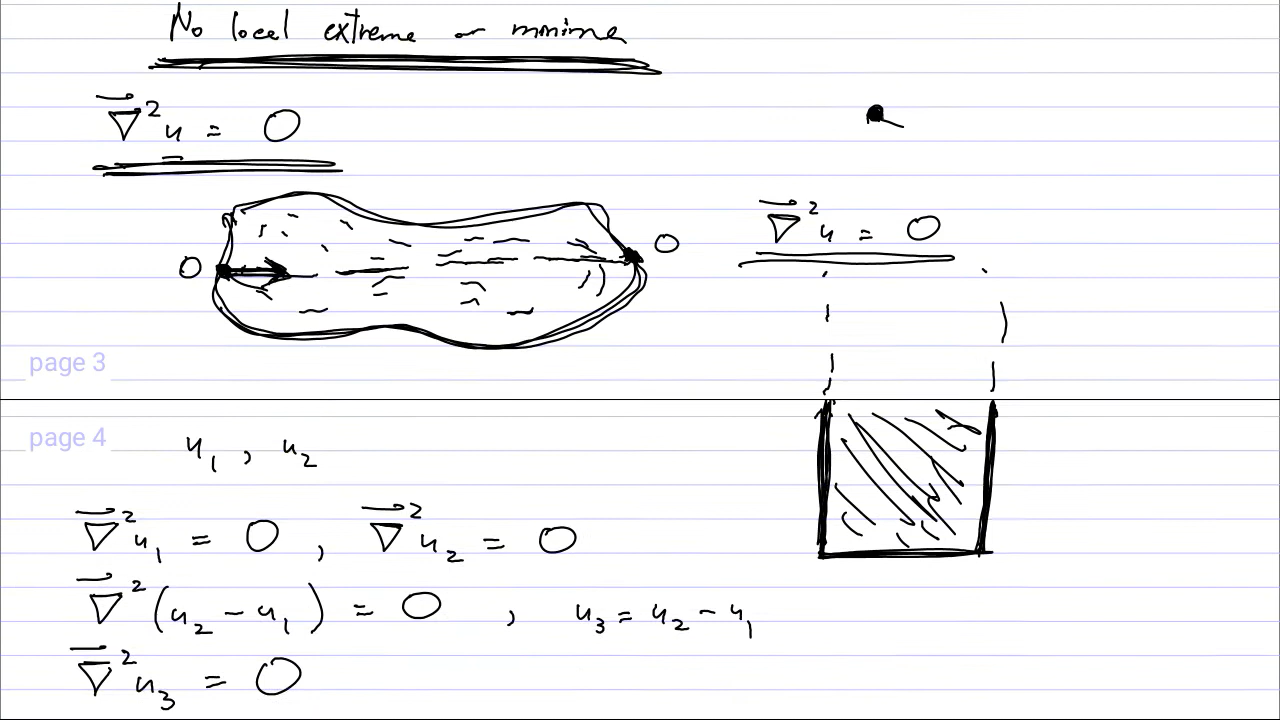 No local extreme or minima
∇⃗²u = 0
∇⃗²u = 0
0 0
page 3
page 4
u₁, u₂
∇⃗²u₁ = 0, ∇⃗²u₂ = 0
∇⃗²(u₂ - u₁) = 0, u₃ = u₂ - u₁
∇⃗²u₃ = 0